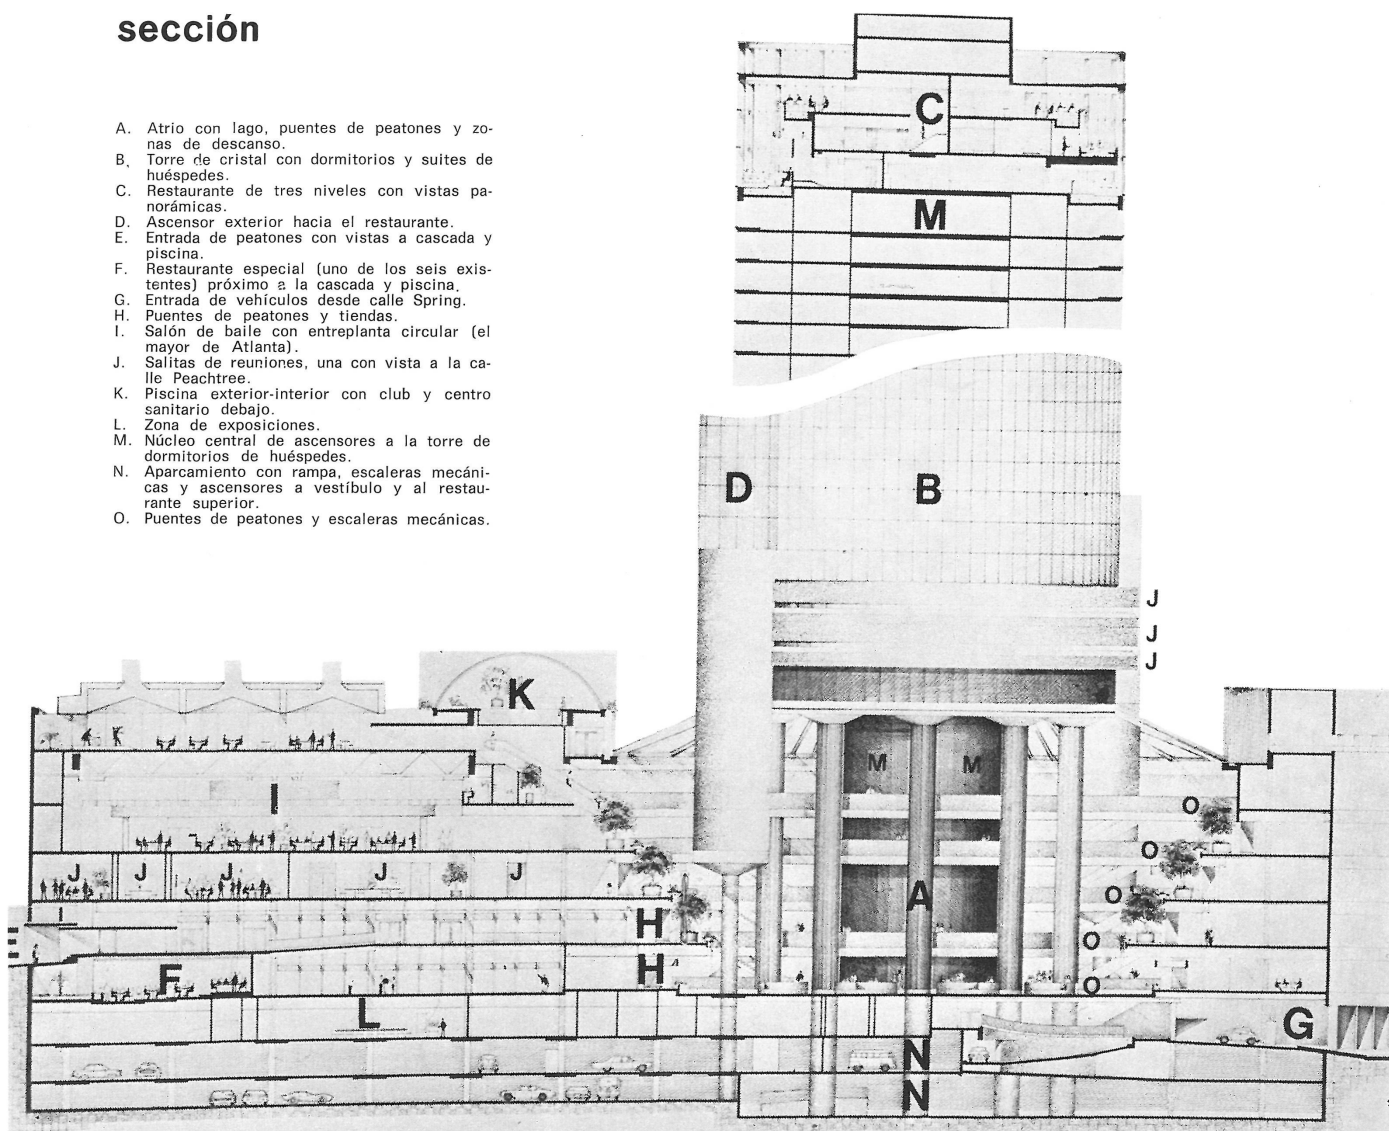 sección
A. Atrio con lago, puentes de peatones y zo-
nas de descanso.
B. Torre de cristal con dormitorios y suites de
huéspedes.
C. Restaurante de tres niveles con vistas pa-
norámicas.
D. Ascensor exterior hacia el restaurante.
E. Entrada de peatones con vistas a cascada y
piscina.
F. Restaurante especial (uno de los seis exis-
tentes) próximo a la cascada y piscina.
G. Entrada de vehículos desde calle Spring.
H. Puentes de peatones y tiendas.
I. Salón de baile con entreplanta circular (el
mayor de Atlanta).
J. Salitas de reuniones, una con vista a la ca-
lle Peachtree.
K. Piscina exterior-interior con club y centro
sanitario debajo.
L. Zona de exposiciones.
M. Núcleo central de ascensores a la torre de
dormitorios de huéspedes.
N. Aparcamiento con rampa, escaleras mecáni-
cas y ascensores a vestíbulo y al restau-
rante superior.
O. Puentes de peatones y escaleras mecánicas.
C
M
D B
J
J
J
K
M M
I
O
O
J J J J J
A
O
H
E
O
F
H
O
L
G
N
N